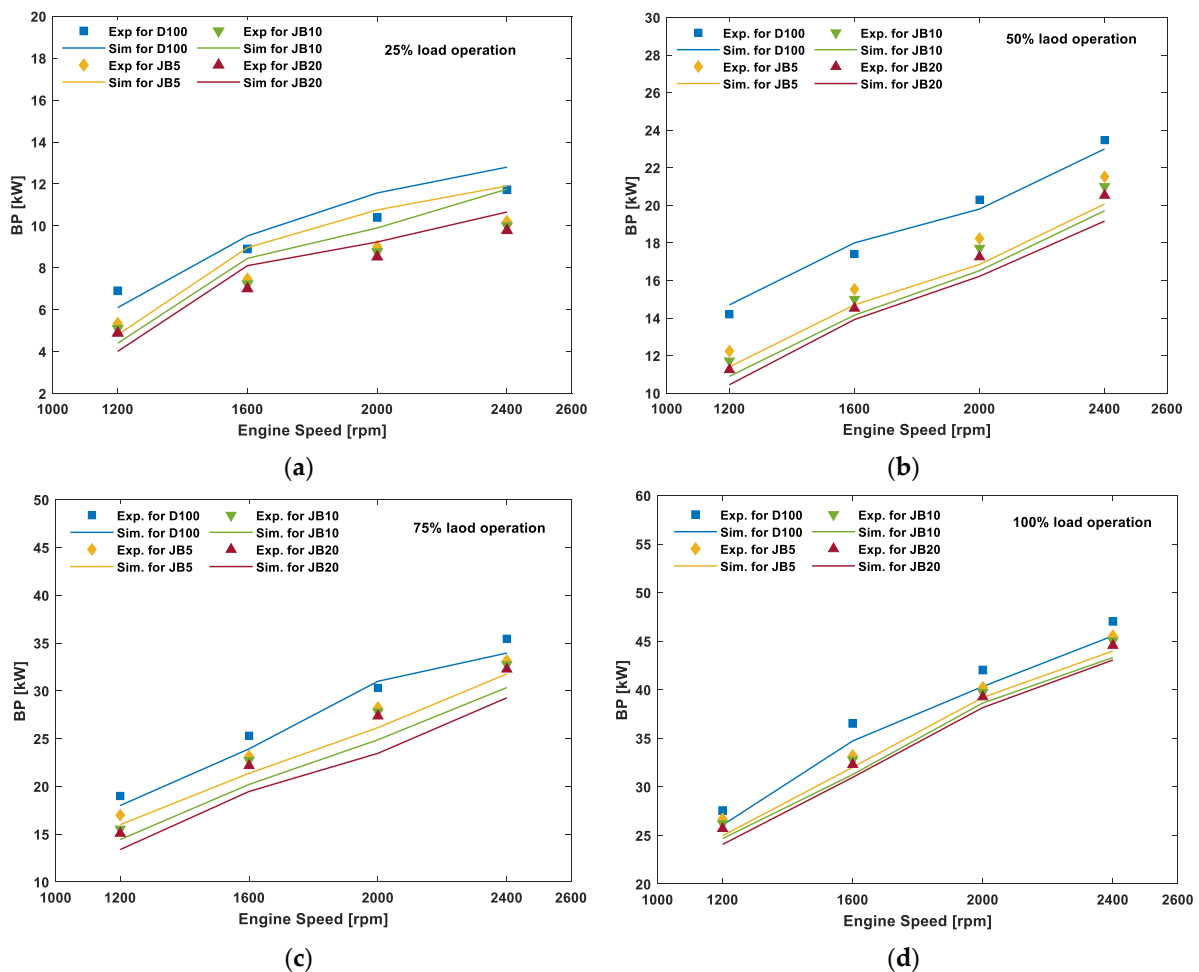 20
18
16
14
12
10
8
6
4
2
BP [kW]
Exp for D100
Sim for D100
Exp for JB5
Sim for JB5
Exp for JB10
Sim for JB10
Exp for JB20
Sim for JB20
25% load operation
1000 1200 1600 2000 2400 2600
Engine Speed [rpm]
(a)
30
28
26
24
22
20
18
16
14
12
10
BP [kW]
Exp. for D100
Sim. for D100
Exp. for JB5
Sim. for JB5
Exp. for JB10
Sim. for JB10
Exp. for JB20
Sim. for JB20
50% laod operation
1000 1200 1600 2000 2400 2600
Engine Speed [rpm]
(b)
50
45
40
35
30
25
20
15
10
BP [kW]
Exp. for D100
Sim. for D100
Exp. for JB5
Sim. for JB5
Exp. for JB10
Sim. for JB10
Exp. for JB20
Sim. for JB20
75% laod operation
1000 1200 1600 2000 2400 2600
Engine Speed [rpm]
(c)
60
55
50
45
40
35
30
25
20
BP [kW]
Exp. for D100
Sim. for D100
Exp. for JB5
Sim. for JB5
Exp. for JB10
Sim. for JB10
Exp. for JB20
Sim. for JB20
100% load operation
1000 1200 1600 2000 2400 2600
Engine Speed [rpm]
(d)